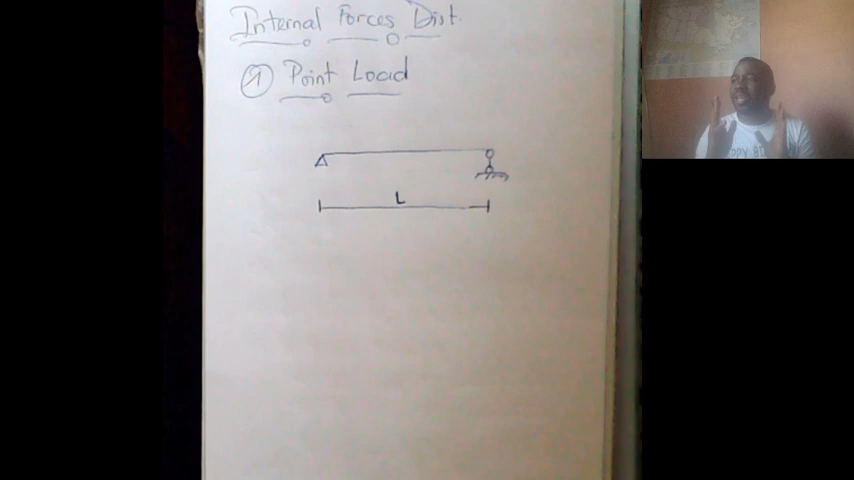 Internal Forces Dist.
① Point Load
L